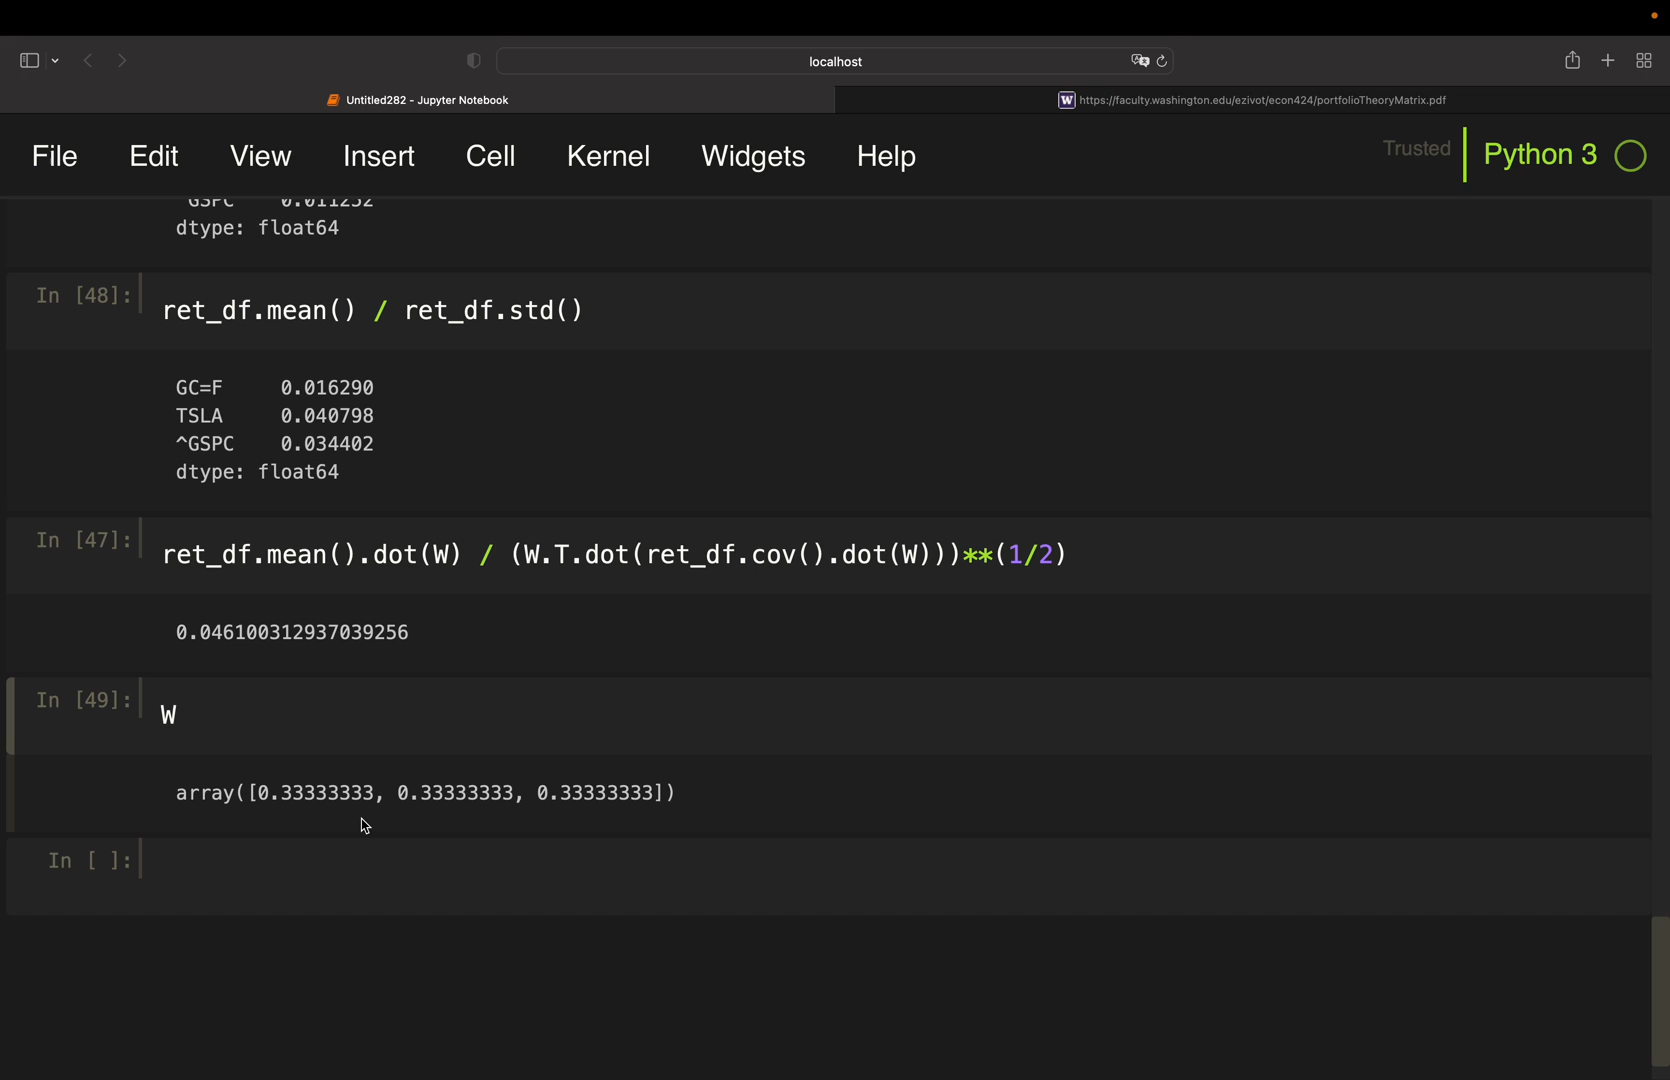 localhost
Untitled282 - Jupyter Notebook
W https://faculty.washington.edu/ezivot/econ424/portfolioTheoryMatrix.pdf
File Edit View Insert Cell Kernel Widgets Help Trusted Python 3
^GSPC 0.011252
dtype: float64
In [48]: ret_df.mean() / ret_df.std()
GC=F 0.016290
TSLA 0.040798
^GSPC 0.034402
dtype: float64
In [47]: ret_df.mean().dot(W) / (W.T.dot(ret_df.cov().dot(W)))**(1/2)
0.046100312937039256
In [49]: W
array([0.33333333, 0.33333333, 0.33333333])
In [ ]: